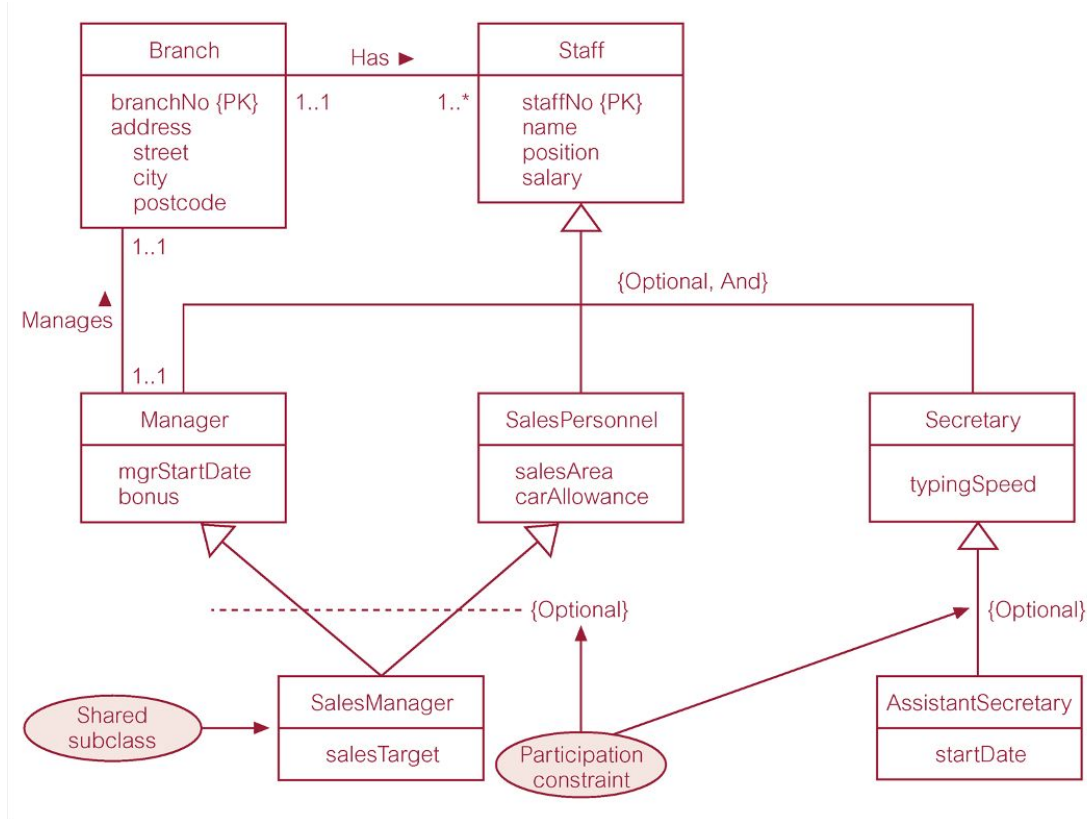 Branch
Has ►
Staff
branchNo {PK}
address
street
city
postcode
1..1
1..*
staffNo {PK}
name
position
salary
1..1
{Optional, And}
▲
Manages
1..1
Manager
mgrStartDate
bonus
SalesPersonnel
salesArea
carAllowance
Secretary
typingSpeed
{Optional}
{Optional}
Shared
subclass
SalesManager
salesTarget
Participation
constraint
AssistantSecretary
startDate